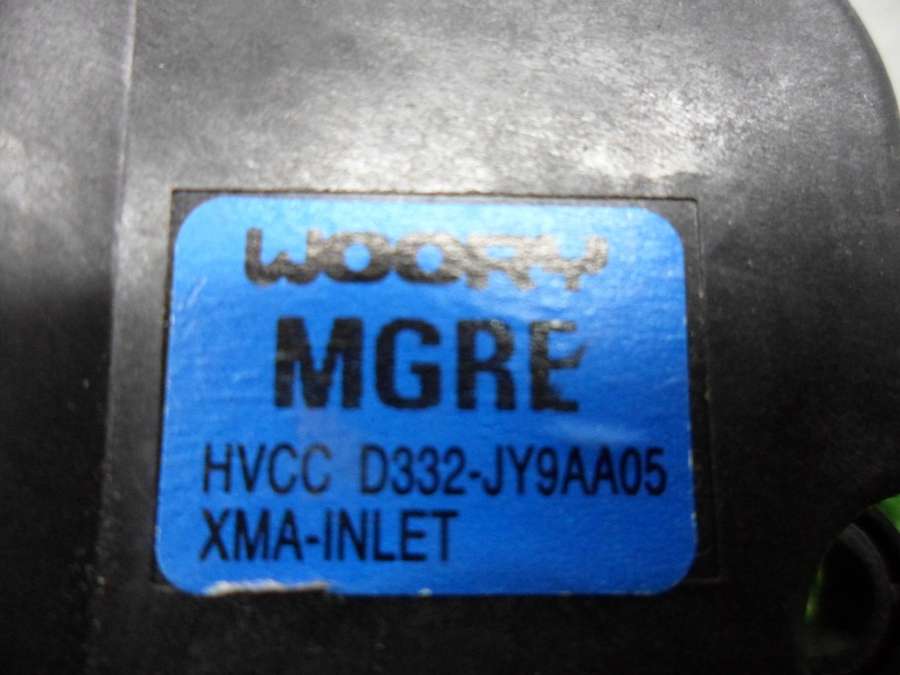 WOORY
MGRE
HVCC D332-JY9AA05
XMA-INLET